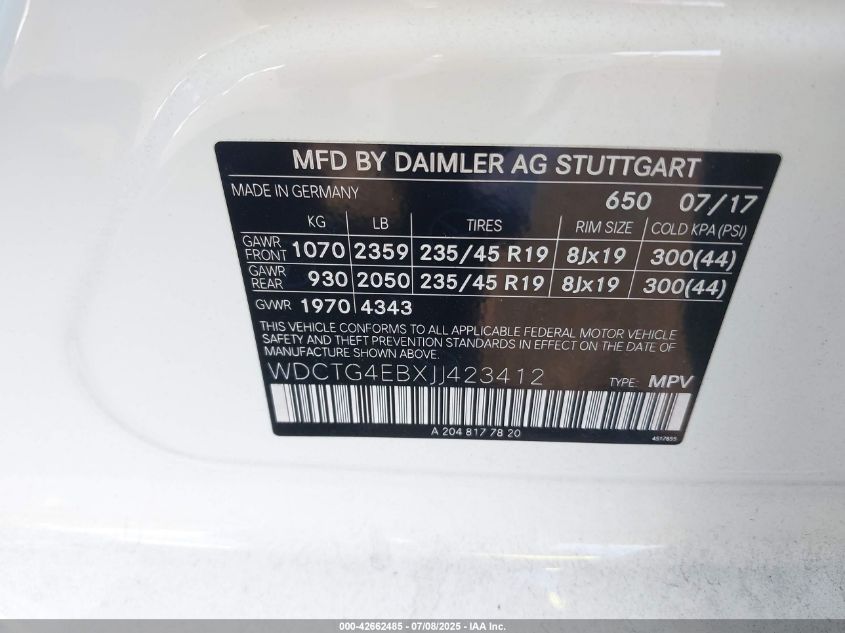 MFD BY DAIMLER AG STUTTGART
MADE IN GERMANY 650 07/17
KG LB TIRES RIM SIZE COLD KPA (PSI)
GAWR FRONT 1070 2359 235/45 R19 8Jx19 300(44)
GAWR REAR 930 2050 235/45 R19 8Jx19 300(44)
GVWR 1970 4343
THIS VEHICLE CONFORMS TO ALL APPLICABLE FEDERAL MOTOR VEHICLE
SAFETY AND THEFT PREVENTION STANDARDS IN EFFECT ON THE DATE OF
MANUFACTURE SHOWN ABOVE.
WDCTG4EBXJJ423412 TYPE: MPV
A 204 817 78 20
000-42662485 - 07/08/2025 - IAA Inc.